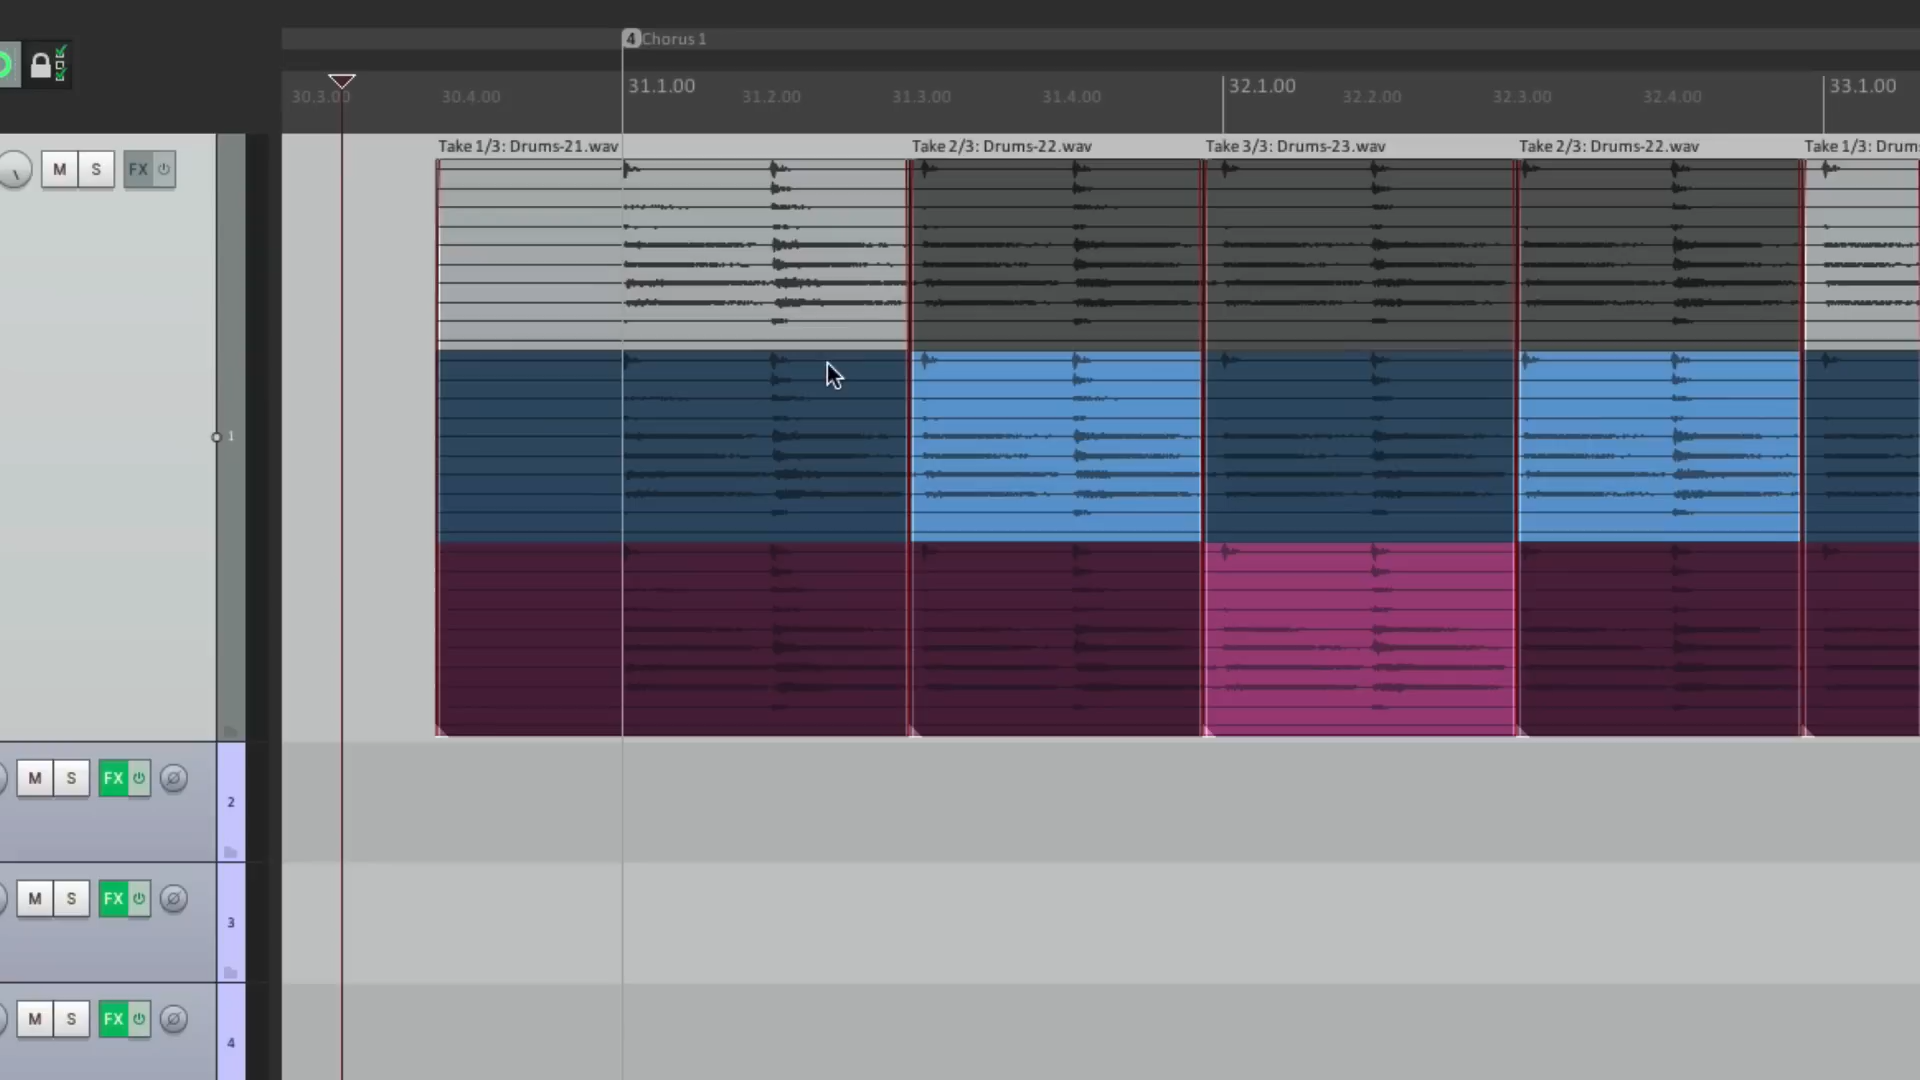 4 Chorus 1
31.1.00 32.1.00 33.1.00
30.3.00 30.4.00 31.2.00 31.3.00 31.4.00 32.2.00 32.3.00 32.4.00
Take 1/3: Drums-21.wav Take 2/3: Drums-22.wav Take 3/3: Drums-23.wav Take 2/3: Drums-22.wav Take 1/3: Drum
M S FX
1
M S FX
2
M S FX
3
M S FX
4